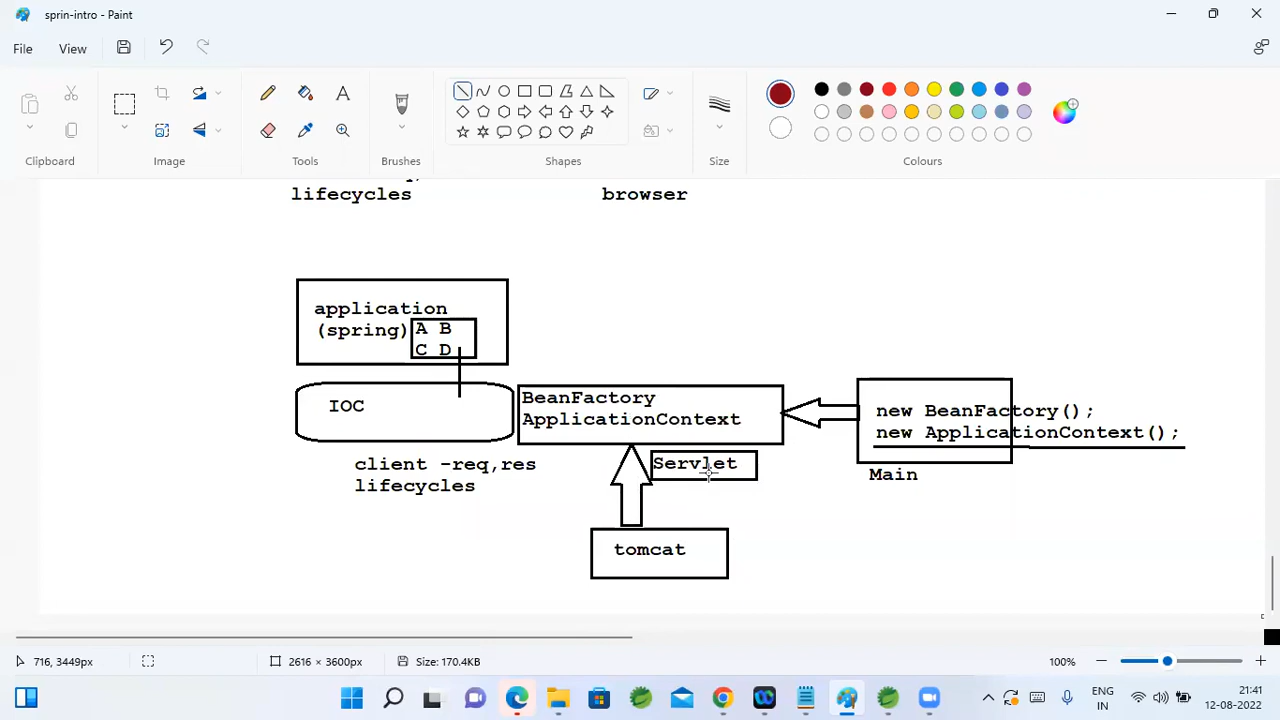 sprin-intro - Paint
File View
Clipboard Image Tools Brushes Shapes Size Colours
lifecycles browser
application
(spring) A B
C D
IOC
BeanFactory
ApplicationContext
new BeanFactory();
new ApplicationContext();
Main
client -req,res
lifecycles
Servlet
tomcat
716, 3449px 2616 × 3600px Size: 170.4KB 100%
ENG
IN
21:41
12-08-2022